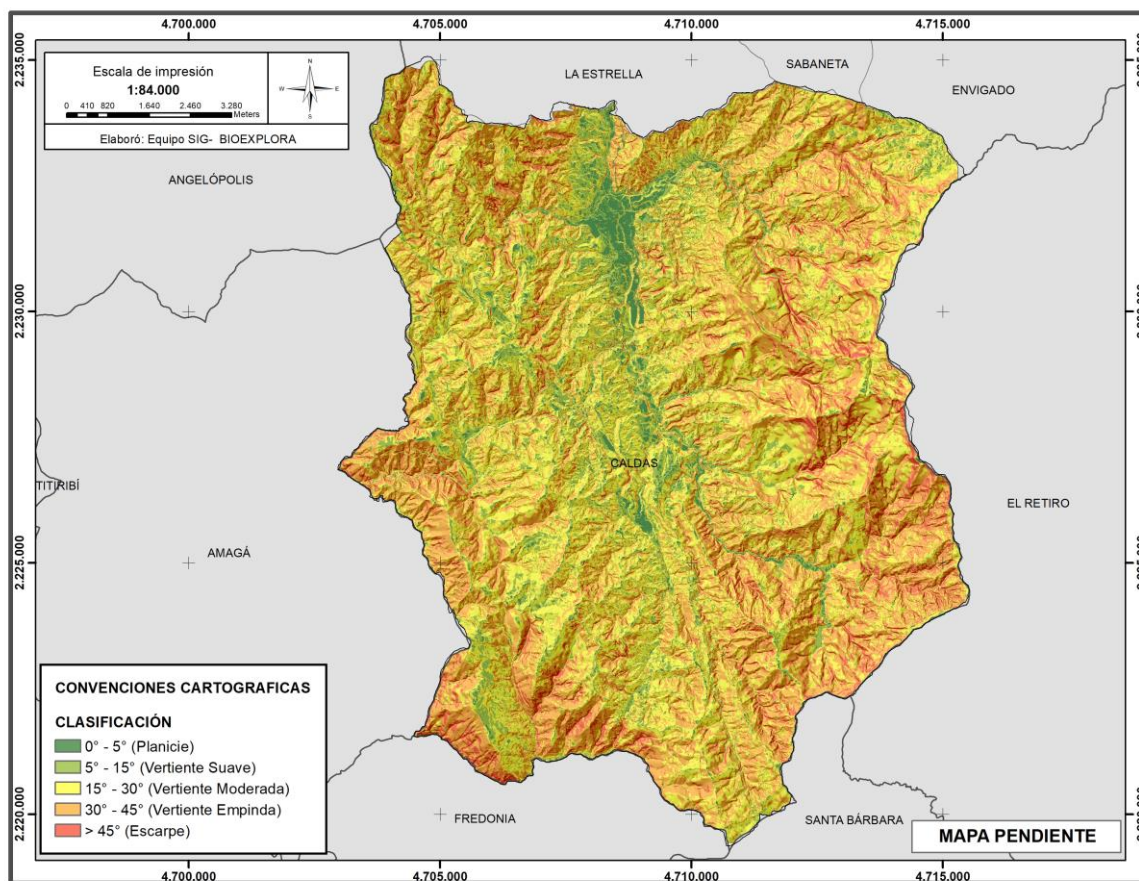 4.700.000 4.705.000 4.710.000 4.715.000
2.235.000
Escala de impresión
1:84.000
0 410 820 1.640 2.460 3.280
Meters
N
W E
S
Elaboró: Equipo SIG- BIOEXPLORA
LA ESTRELLA
SABANETA
ENVIGADO
ANGELÓPOLIS
2.230.000
CALDAS
TITIRIBÍ
EL RETIRO
AMAGÁ
2.225.000
CONVENCIONES CARTOGRAFICAS
CLASIFICACIÓN
0° - 5° (Planicie)
5° - 15° (Vertiente Suave)
15° - 30° (Vertiente Moderada)
30° - 45° (Vertiente Empinda)
> 45° (Escarpe)
2.220.000
FREDONIA
SANTA BÁRBARA
MAPA PENDIENTE
4.700.000 4.705.000 4.710.000 4.715.000